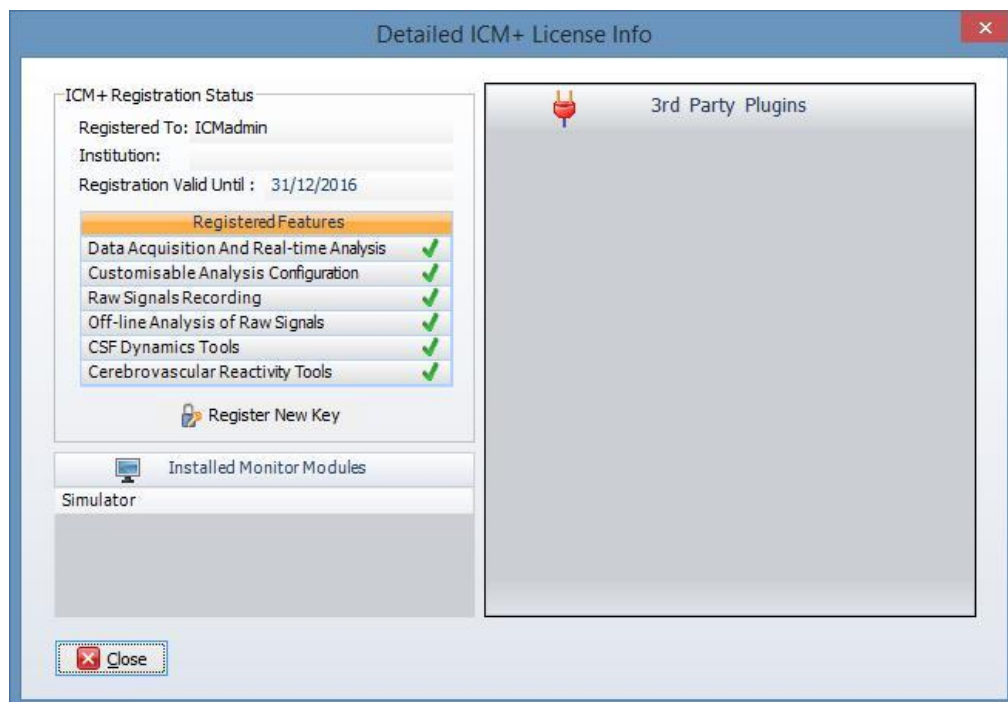 Detailed ICM+ License Info
ICM+ Registration Status
Registered To: ICMadmin
Institution:
Registration Valid Until : 31/12/2016
Registered Features
Data Acquisition And Real-time Analysis
Customisable Analysis Configuration
Raw Signals Recording
Off-line Analysis of Raw Signals
CSF Dynamics Tools
Cerebrovascular Reactivity Tools
Register New Key
Installed Monitor Modules
Simulator
3rd Party Plugins
Close